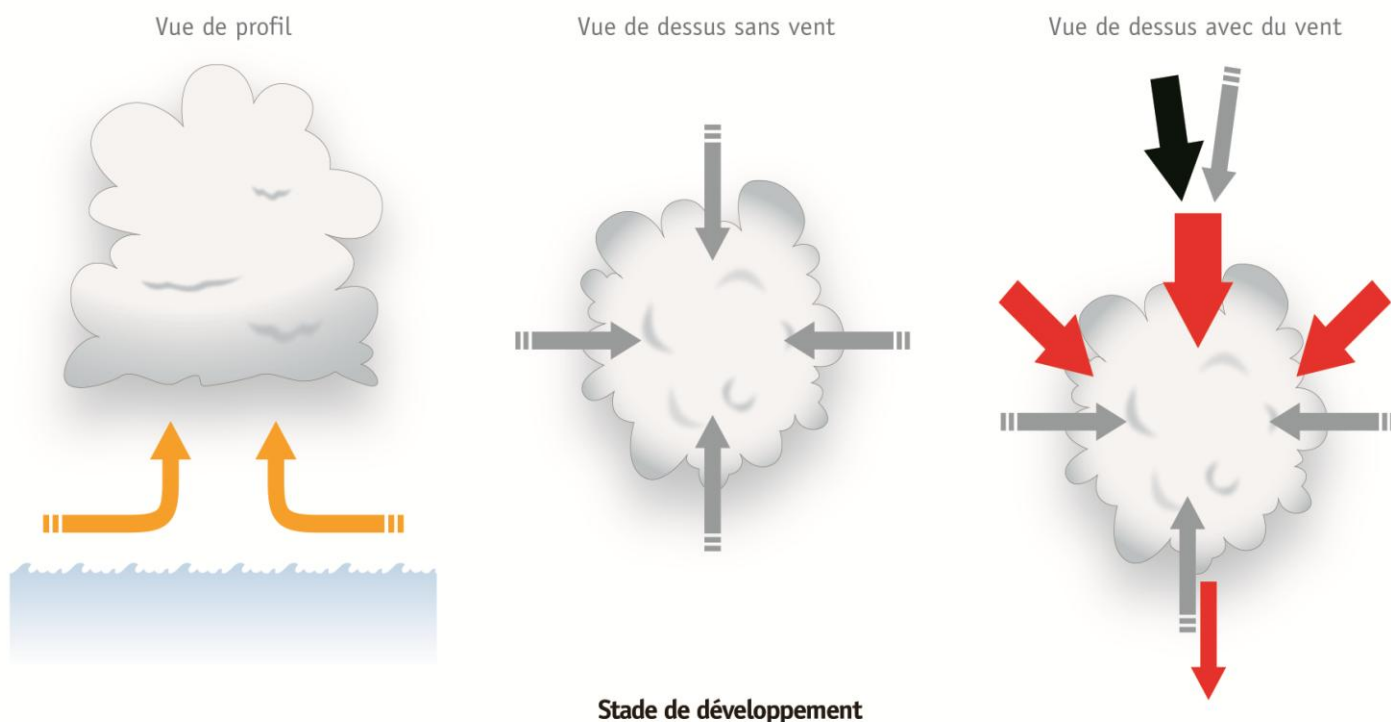 Vue de profil
Vue de dessus sans vent
Vue de dessus avec du vent
Stade de développement